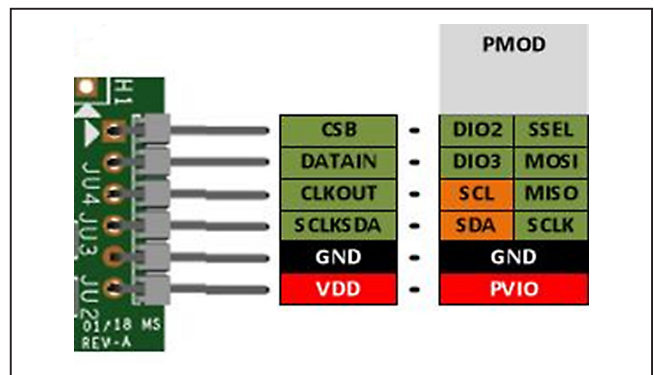 PMOD
H1
CSB - DIO2 SSEL
DATAIN - DIO3 MOSI
JU4
CLKOUT - SCL MISO
JU3
SCLKSDA - SDA SCLK
GND - GND
JU2
VDD - PVIO
01/18 MS
REV-A